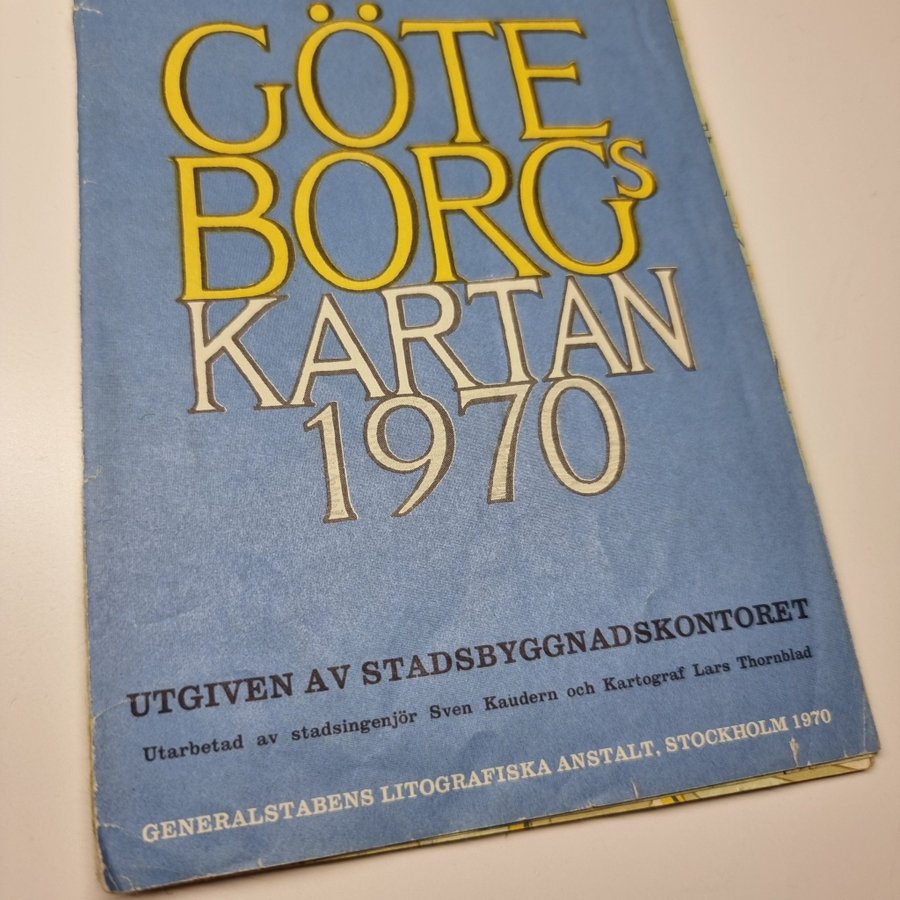 GÖTE
BORGs
KARTAN
1970
UTGIVEN AV STADSBYGGNADSKONTORET
Utarbetad av stadsingenjör Sven Kaudern och Kartograf Lars Thornblad
GENERALSTABENS LITOGRAFISKA ANSTALT, STOCKHOLM 1970